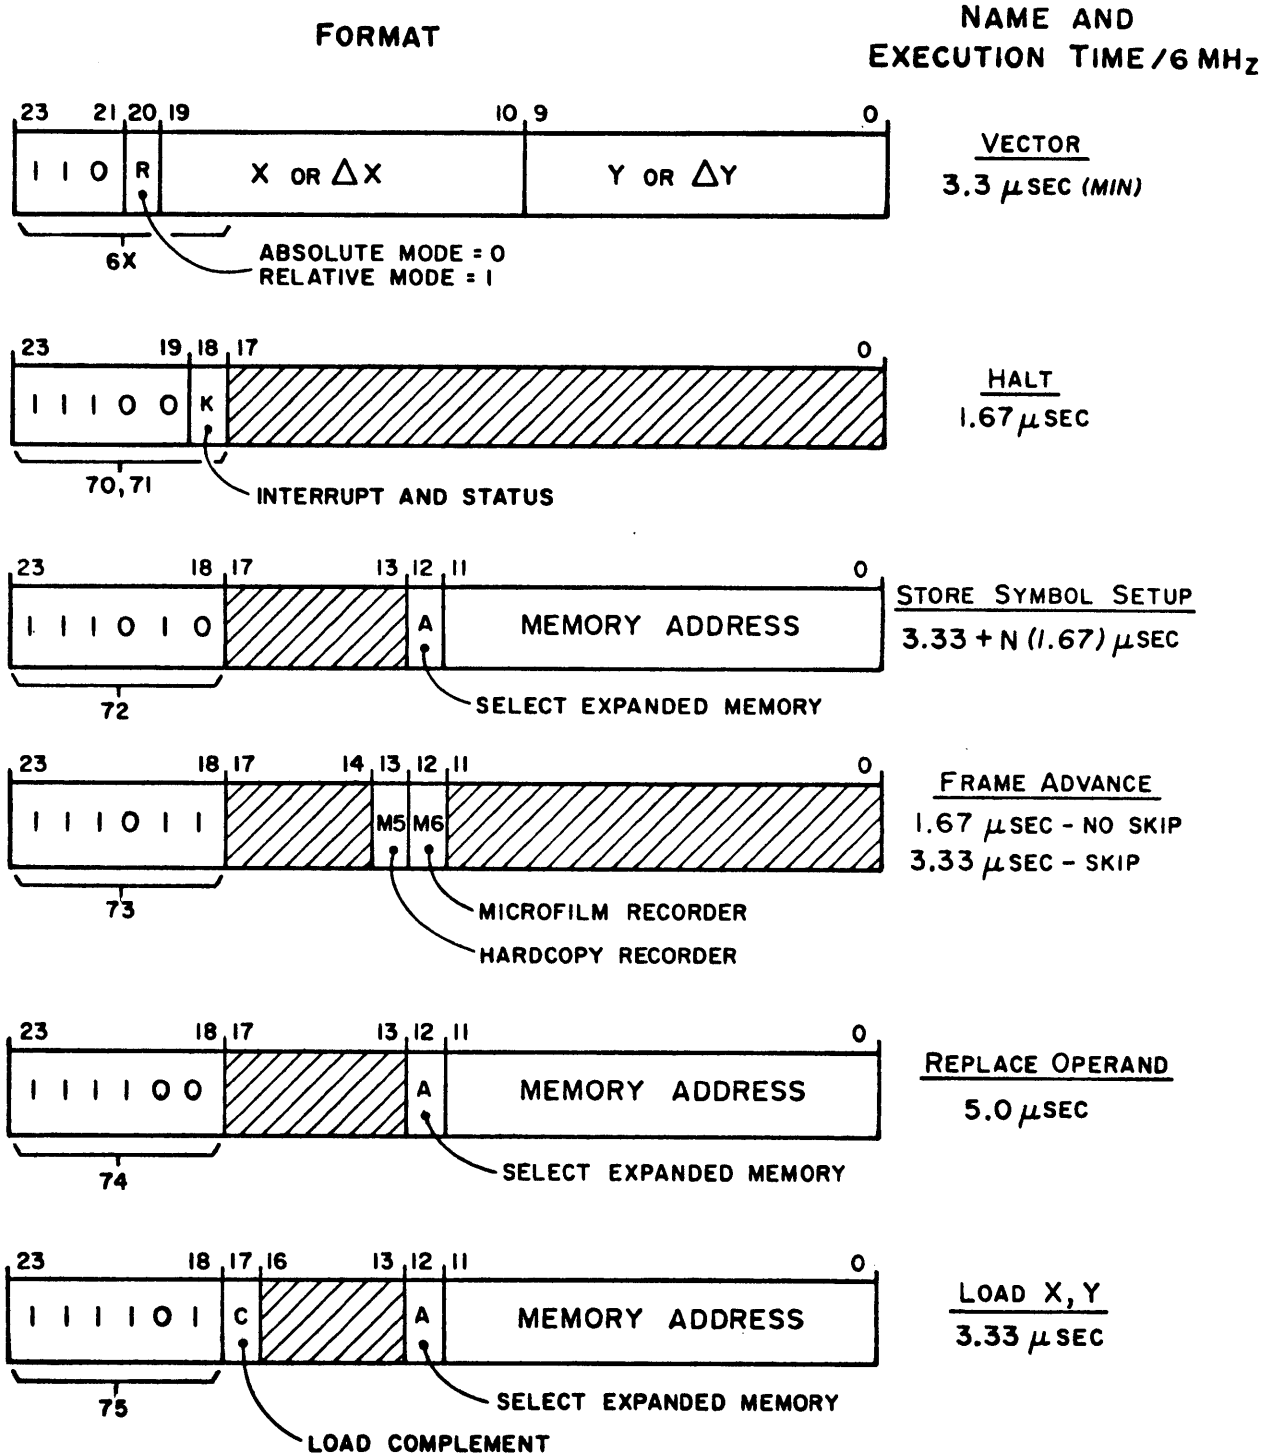 FORMAT
NAME AND
EXECUTION TIME/6 MHz
23 21 20 19 10 9 0
1 1 0 R X OR ΔX Y OR ΔY
VECTOR
3.3 μSEC (MIN)
6X
ABSOLUTE MODE = 0
RELATIVE MODE = 1
23 19 18 17 0
1 1 1 0 0 K
HALT
1.67 μSEC
70,71
INTERRUPT AND STATUS
23 18 17 13 12 11 0
1 1 1 0 1 0 A MEMORY ADDRESS
STORE SYMBOL SETUP
3.33 + N (1.67) μSEC
72
SELECT EXPANDED MEMORY
23 18 17 14 13 12 11 0
1 1 1 0 1 1 M5 M6
FRAME ADVANCE
1.67 μSEC - NO SKIP
3.33 μSEC - SKIP
73
MICROFILM RECORDER
HARDCOPY RECORDER
23 18 17 13 12 11 0
1 1 1 1 0 0 A MEMORY ADDRESS
REPLACE OPERAND
5.0 μSEC
74
SELECT EXPANDED MEMORY
23 18 17 16 13 12 11 0
1 1 1 1 0 1 C A MEMORY ADDRESS
LOAD X, Y
3.33 μSEC
75
SELECT EXPANDED MEMORY
LOAD COMPLEMENT